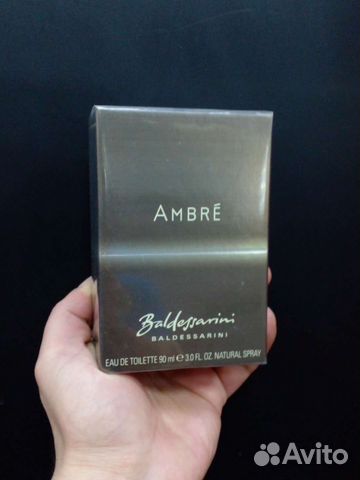 AMBRÉ
Baldessarini
BALDESSARINI
EAU DE TOILETTE 90 ml e 3.0 FL. OZ. NATURAL SPRAY
Avito